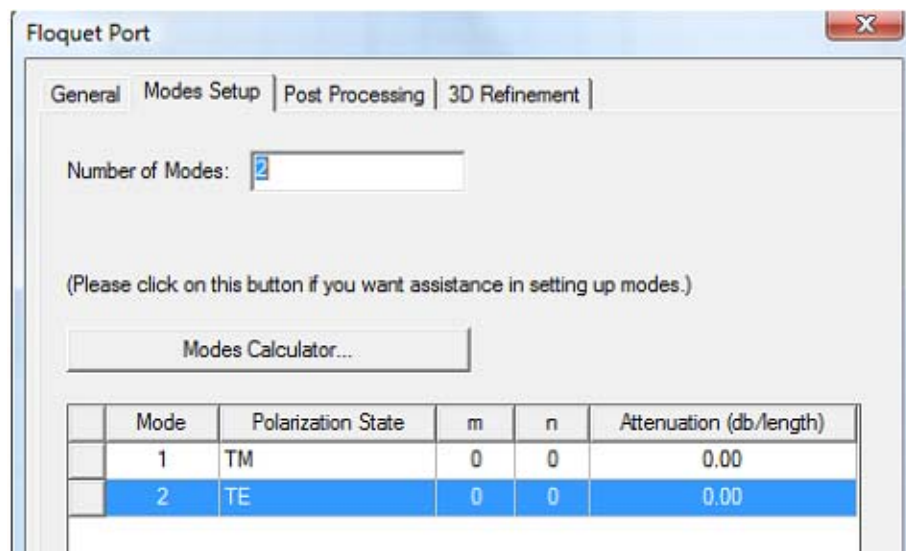 Floquet Port
General Modes Setup Post Processing 3D Refinement
Number of Modes: 2
(Please click on this button if you want assistance in setting up modes.)
Modes Calculator...
Mode Polarization State m n Attenuation (db/length)
1 TM 0 0 0.00
2 TE 0 0 0.00